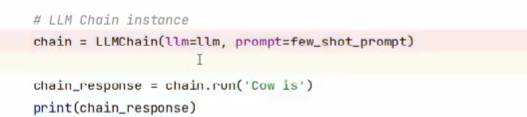 # LLM Chain instance
chain = LLMChain(llm=llm, prompt=few_shot_prompt)
chain_response = chain.run('Cow is')
print(chain_response)